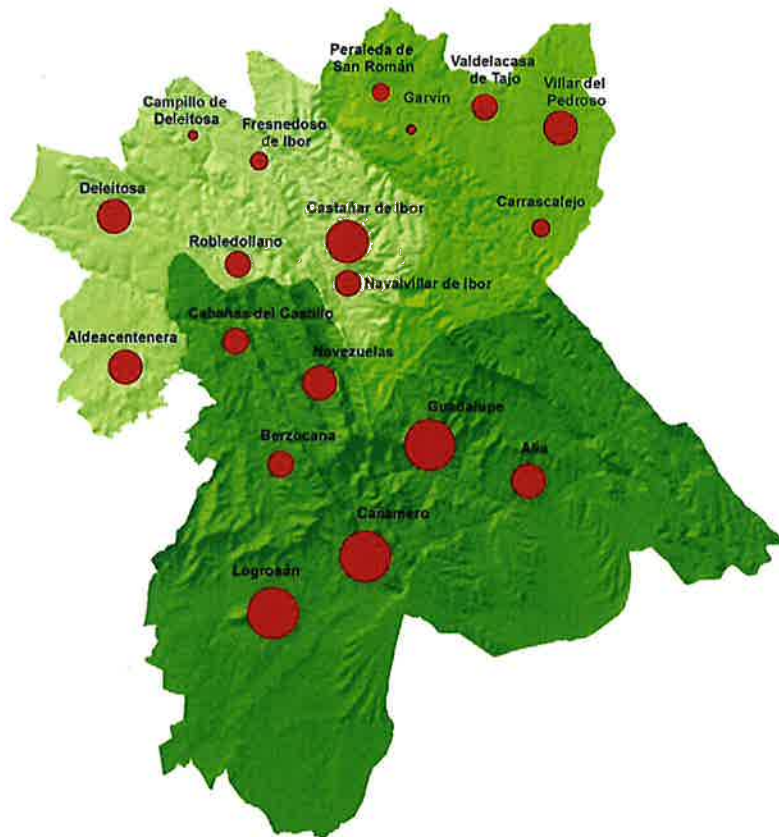 Peraleda de
San Román
Valdelacasa
de Tajo
Villar del
Pedroso
Garvín
Campillo de
Deleitosa
Fresnedoso
de Ibor
Deleitosa
Castañar de Ibor
Carrascalejo
Robledollano
Navalvillar de Ibor
Cabañas del Castillo
Aldeacentenera
Navezuelas
Guadalupe
Berzocana
Alía
Cañamero
Logrosán